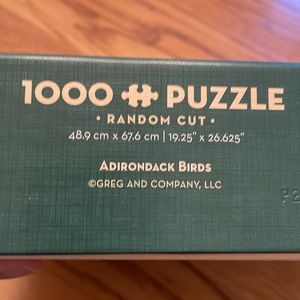 1000 PUZZLE
• RANDOM CUT •
48.9 cm x 67.6 cm | 19.25" x 26.625"
ADIRONDACK BIRDS
©GREG AND COMPANY, LLC